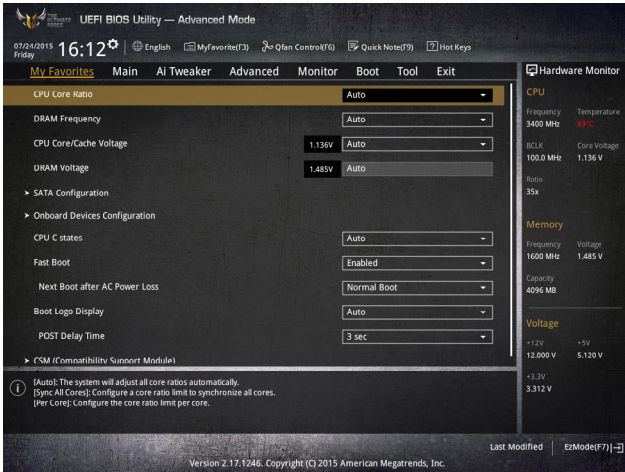 THE ULTIMATE FORCE UEFI BIOS Utility — Advanced Mode
07/24/2015 Friday 16:12 English MyFavorite(F3) Qfan Control(F6) Quick Note(F9) ? Hot Keys
My Favorites Main Ai Tweaker Advanced Monitor Boot Tool Exit
CPU Core Ratio Auto
DRAM Frequency Auto
CPU Core/Cache Voltage 1.136V Auto
DRAM Voltage 1.485V Auto
> SATA Configuration
> Onboard Devices Configuration
CPU C states Auto
Fast Boot Enabled
Next Boot after AC Power Loss Normal Boot
Boot Logo Display Auto
POST Delay Time 3 sec
> CSM (Compatibility Support Module)
[Auto]: The system will adjust all core ratios automatically.
[Sync All Cores]: Configure a core ratio limit to synchronize all cores.
[Per Core]: Configure the core ratio limit per core.
Hardware Monitor
CPU
Frequency Temperature
3400 MHz 99°C
BCLK Core Voltage
100.0 MHz 1.136 V
Ratio
35x
Memory
Frequency Voltage
1600 MHz 1.485 V
Capacity
4096 MB
Voltage
+12V +5V
12.000 V 5.120 V
+3.3V
3.312 V
Last Modified EzMode(F7)
Version 2.17.1246. Copyright (C) 2015 American Megatrends, Inc.